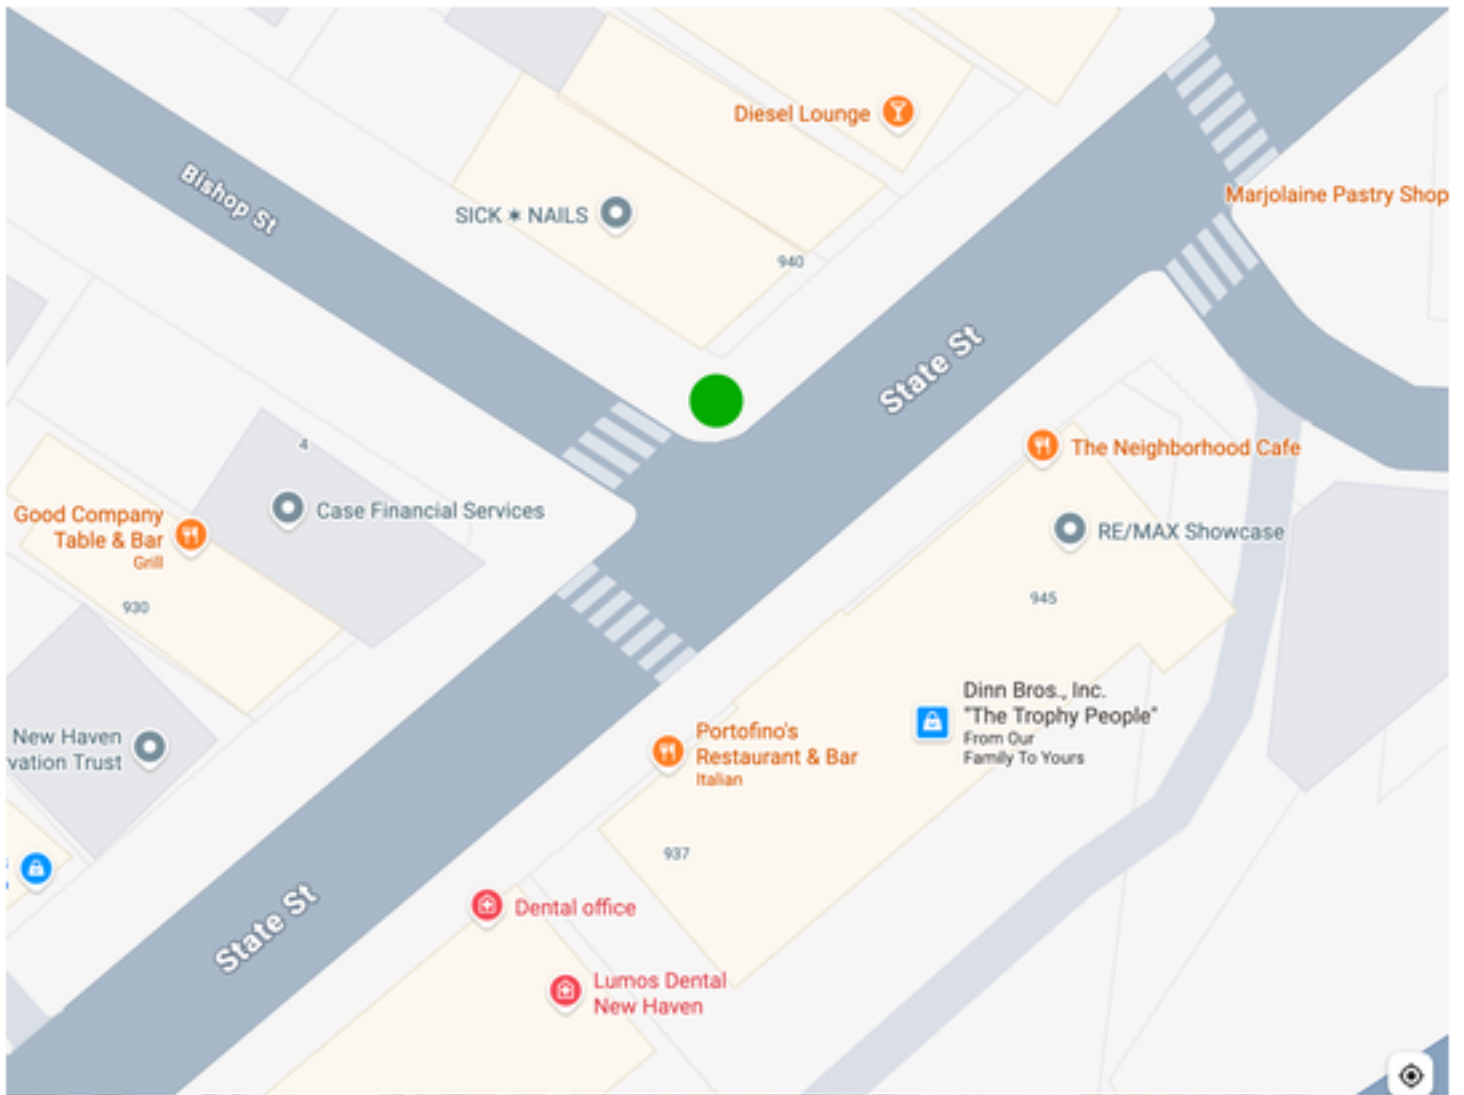 Diesel Lounge
Bishop St
Marjolaine Pastry Shop
SICK ✶ NAILS
940
State St
4
The Neighborhood Cafe
Good Company
Table & Bar
Grill
Case Financial Services
RE/MAX Showcase
930
945
Dinn Bros., Inc.
"The Trophy People"
From Our
Family To Yours
New Haven
vation Trust
Portofino's
Restaurant & Bar
Italian
937
State St
Dental office
Lumos Dental
New Haven